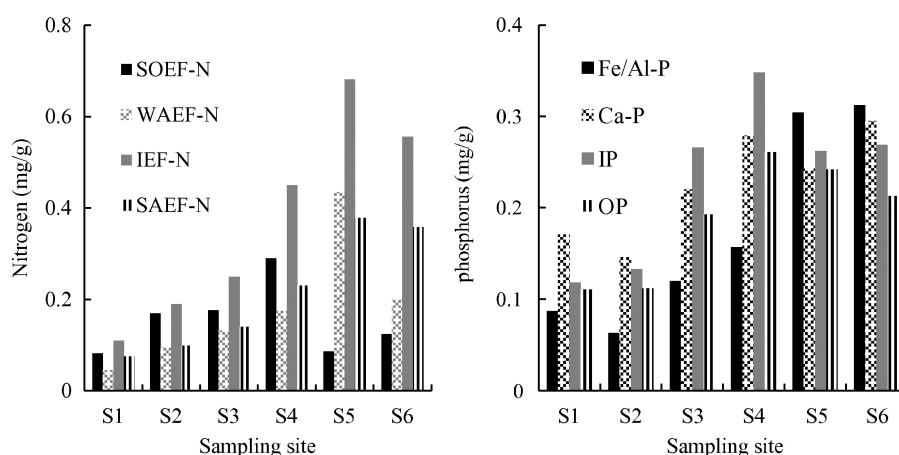 Nitrogen (mg/g)
0.8
0.6
0.4
0.2
0
SOEF-N
WAEF-N
IEF-N
SAEF-N
S1 S2 S3 S4 S5 S6
Sampling site
phosphorus (mg/g)
0.4
0.3
0.2
0.1
0
Fe/Al-P
Ca-P
IP
OP
S1 S2 S3 S4 S5 S6
Sampling site